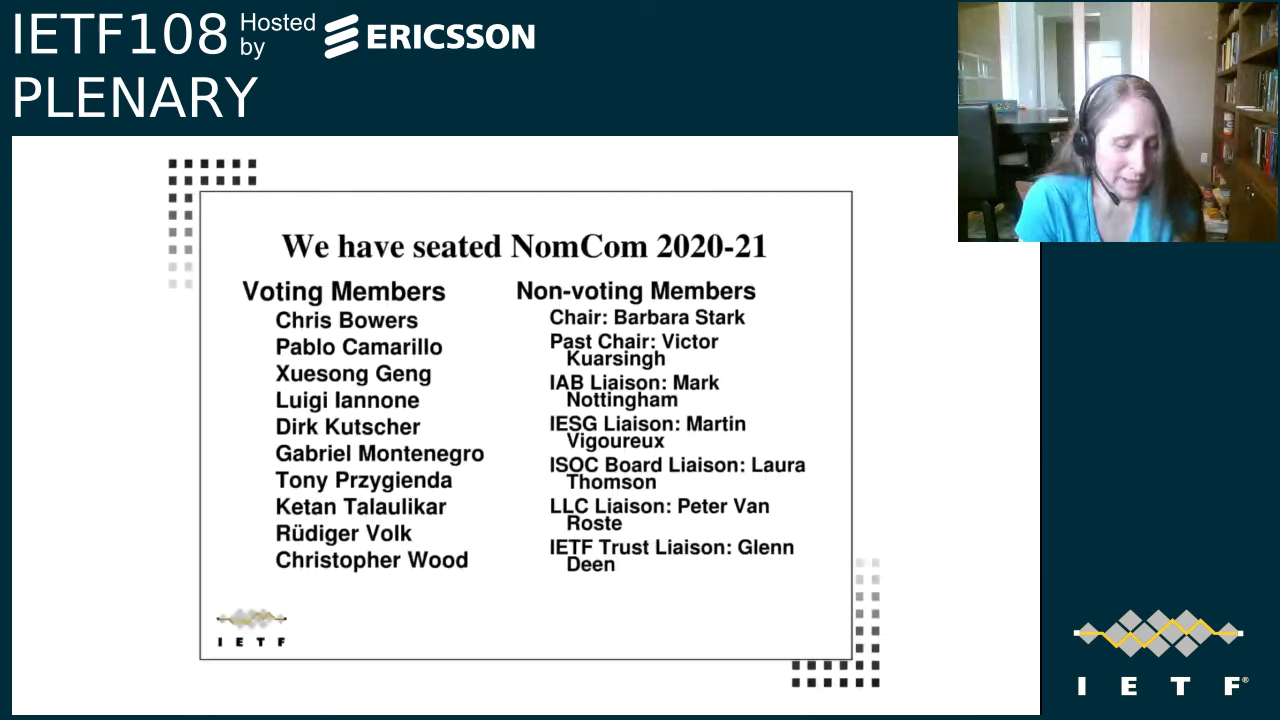 IETF108 Hosted by ERICSSON
PLENARY
We have seated NomCom 2020-21
Voting Members
Chris Bowers
Pablo Camarillo
Xuesong Geng
Luigi Iannone
Dirk Kutscher
Gabriel Montenegro
Tony Przygienda
Ketan Talaulikar
Rüdiger Volk
Christopher Wood
Non-voting Members
Chair: Barbara Stark
Past Chair: Victor
Kuarsingh
IAB Liaison: Mark
Nottingham
IESG Liaison: Martin
Vigoureux
ISOC Board Liaison: Laura
Thomson
LLC Liaison: Peter Van
Roste
IETF Trust Liaison: Glenn
Deen
I E T F
I E T F®